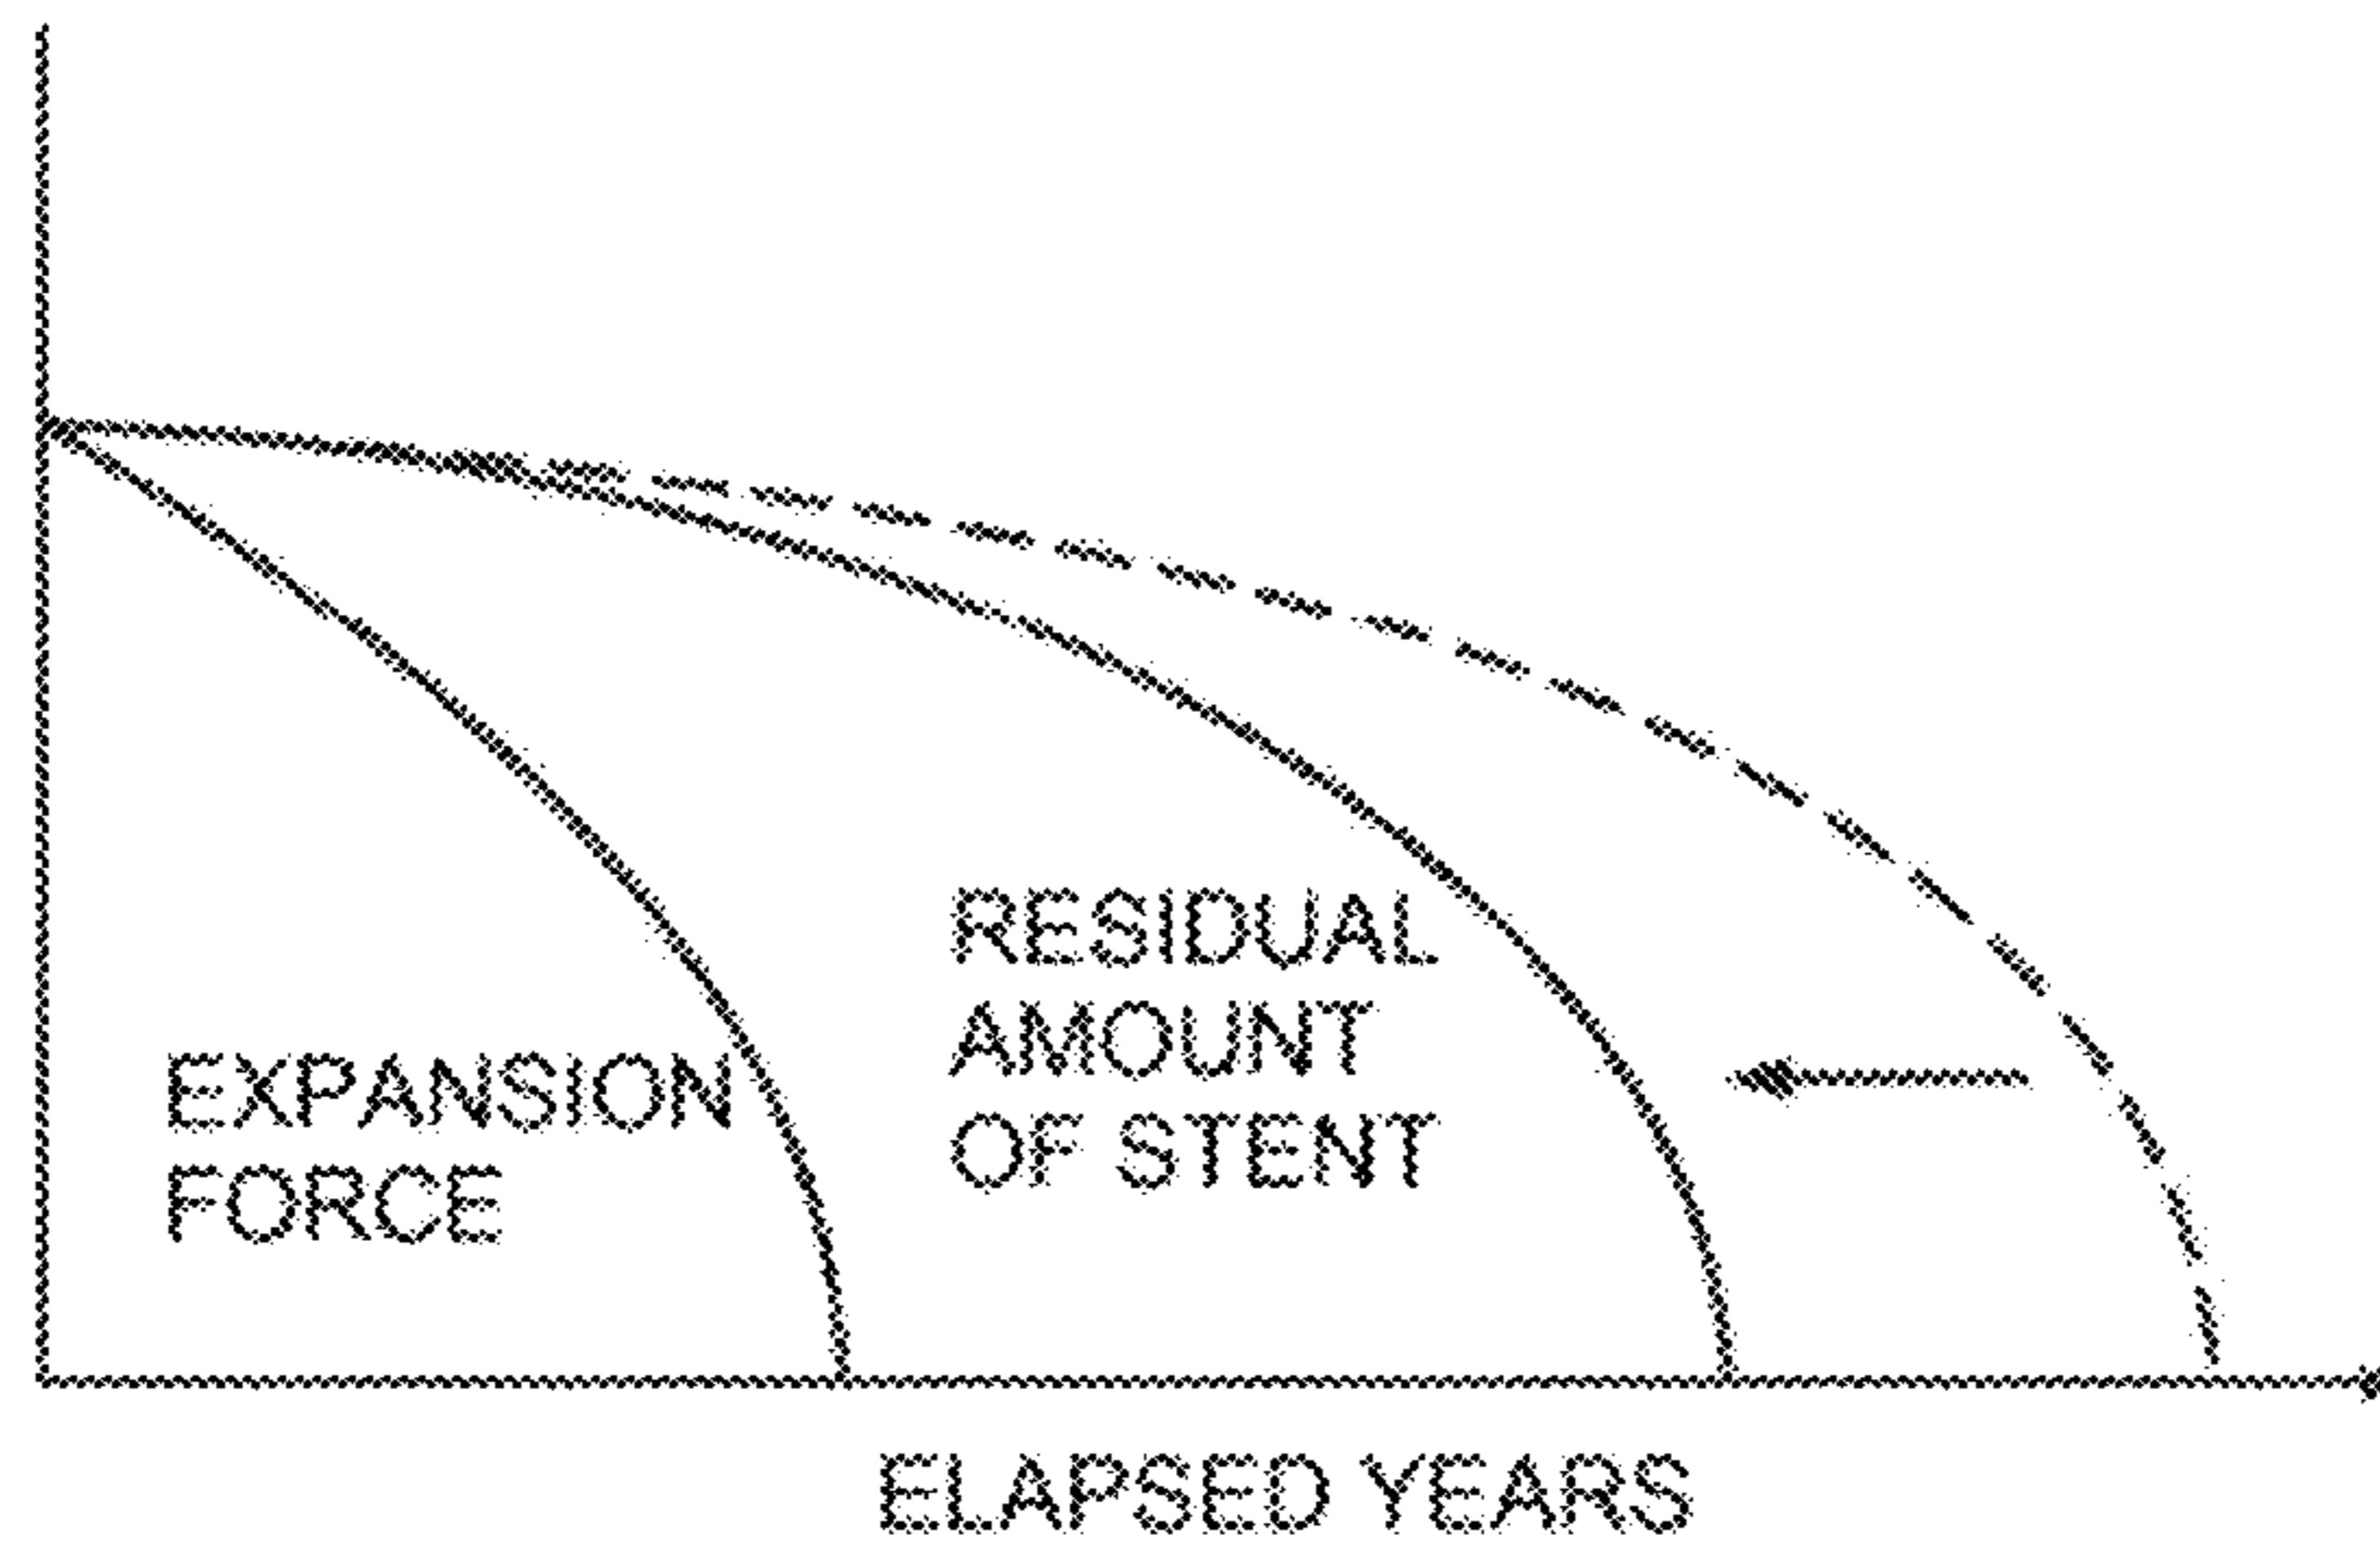 EXPANSION
FORCE
RESIDUAL
AMOUNT
OF STENT
ELAPSED YEARS